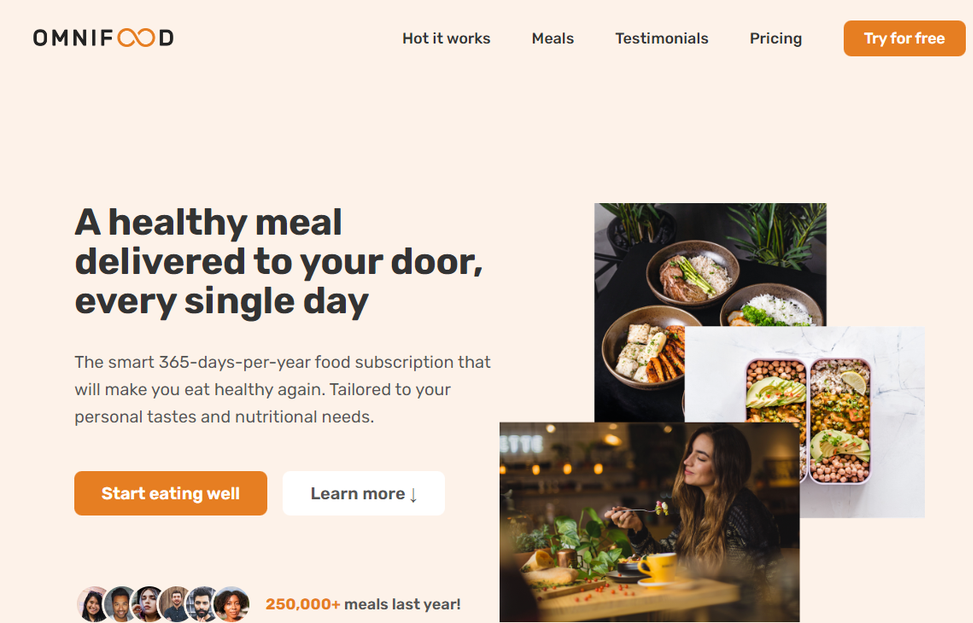 OMNIFOOD
Hot it works
Meals
Testimonials
Pricing
Try for free
A healthy meal
delivered to your door,
every single day
The smart 365-days-per-year food subscription that
will make you eat healthy again. Tailored to your
personal tastes and nutritional needs.
Start eating well
Learn more ↓
250,000+ meals last year!